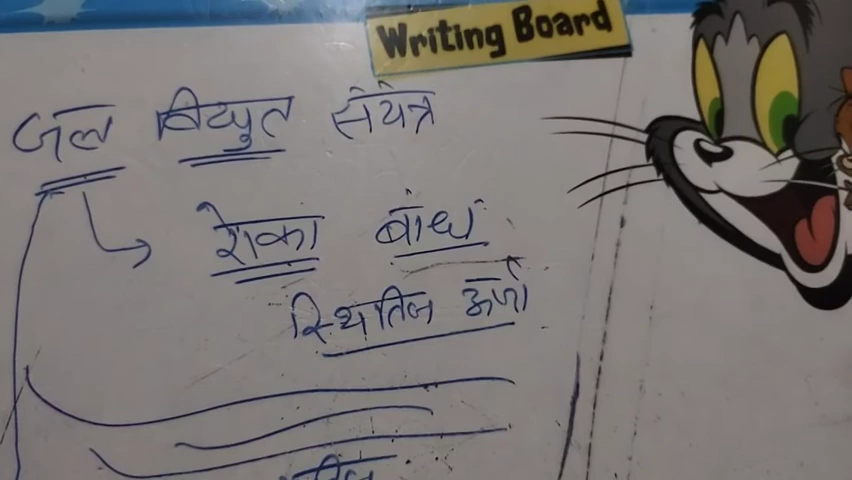 Writing Board
जल विद्युत संयंत्र
रोका बांध
स्थितिज ऊर्जा